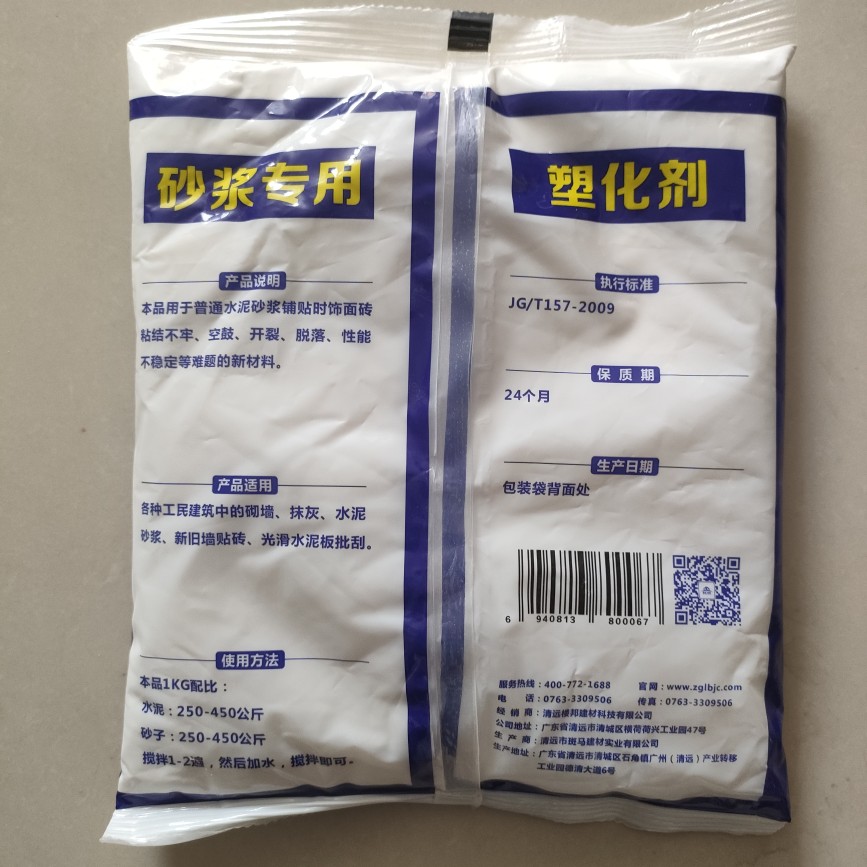 砂浆专用
产品说明
本品用于普通水泥砂浆铺贴时饰面砖
粘结不牢、空鼓、开裂、脱落、性能
不稳定等难题的新材料。
产品适用
各种工民建筑中的砌墙、抹灰、水泥
砂浆、新旧墙贴砖、光滑水泥板批刮。
使用方法
本品1KG配比：
水泥：250-450公斤
砂子：250-450公斤
搅拌1-2遍，然后加水，搅拌即可。
塑化剂
执行标准
JG/T157-2009
保 质 期
24个月
生产日期
包装袋背面处
6 940813 800067
服务热线：400-772-1688 官网：www.zglbjc.com
电 话：0763-3309506 传真：0763-3309506
经 销 商：清远模邦建材科技有限公司
公司地址：广东省清远市清城区横荷荷兴工业园47号
生 产 商：清远市斑马建材实业有限公司
生产地址：广东省清远市清城区石角镇广州（清远）产业转移
工业园德清大道6号